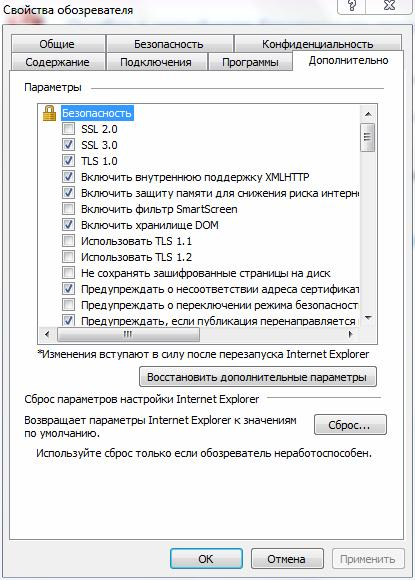 Свойства обозревателя
Общие
Безопасность
Конфиденциальность
Содержание
Подключения
Программы
Дополнительно
Параметры
Безопасность
SSL 2.0
SSL 3.0
TLS 1.0
Включить внутреннюю поддержку XMLHTTP
Включить защиту памяти для снижения риска интерне
Включить фильтр SmartScreen
Включить хранилище DOM
Использовать TLS 1.1
Использовать TLS 1.2
Не сохранять зашифрованные страницы на диск
Предупреждать о несоответствии адреса сертификат
Предупреждать о переключении режима безопасност
Предупреждать, если публикация перенаправляется н
*Изменения вступают в силу после перезапуска Internet Explorer
Восстановить дополнительные параметры
Сброс параметров настройки Internet Explorer
Возвращает параметры Internet Explorer к значениям
по умолчанию.
Сброс...
Используйте сброс только если обозреватель неработоспособен.
ОК
Отмена
Применить